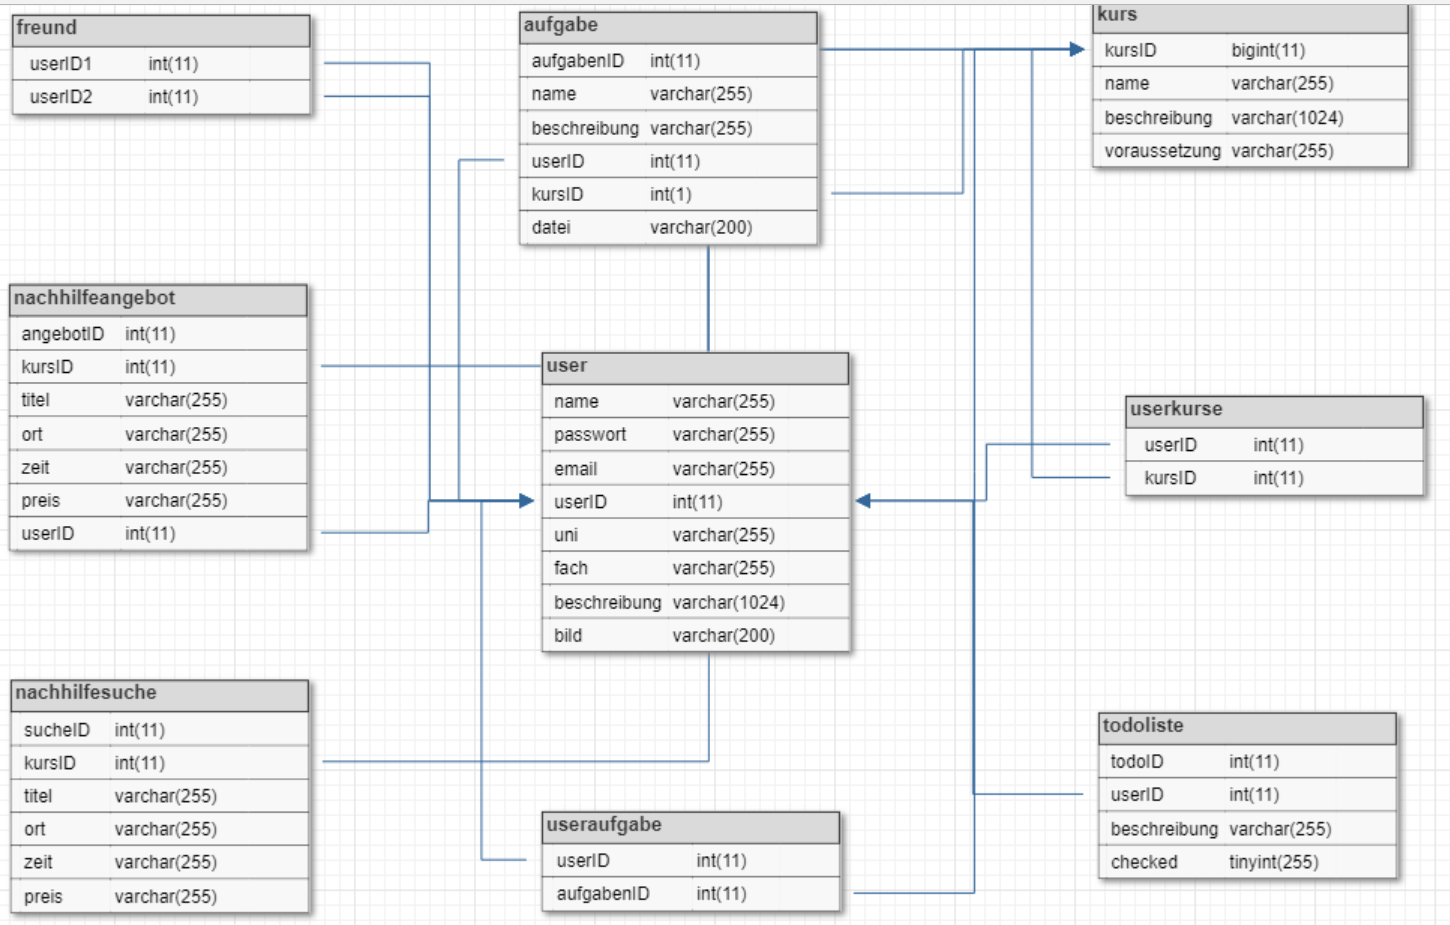 freund
userID1 int(11)
userID2 int(11)
aufgabe
aufgabenID int(11)
name varchar(255)
beschreibung varchar(255)
userID int(11)
kursID int(1)
datei varchar(200)
kurs
kursID bigint(11)
name varchar(255)
beschreibung varchar(1024)
voraussetzung varchar(255)
nachhilfeangebot
angebotID int(11)
kursID int(11)
titel varchar(255)
ort varchar(255)
zeit varchar(255)
preis varchar(255)
userID int(11)
user
name varchar(255)
passwort varchar(255)
email varchar(255)
userID int(11)
uni varchar(255)
fach varchar(255)
beschreibung varchar(1024)
bild varchar(200)
userkurse
userID int(11)
kursID int(11)
nachhilfesuche
sucheID int(11)
kursID int(11)
titel varchar(255)
ort varchar(255)
zeit varchar(255)
preis varchar(255)
useraufgabe
userID int(11)
aufgabenID int(11)
todoliste
todoID int(11)
userID int(11)
beschreibung varchar(255)
checked tinyint(255)